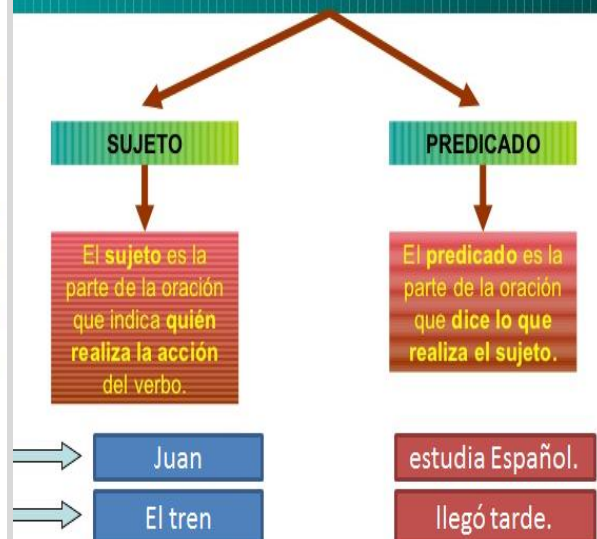 SUJETO
PREDICADO
El sujeto es la
parte de la oración
que indica quién
realiza la acción
del verbo.
El predicado es la
parte de la oración
que dice lo que
realiza el sujeto.
Juan
estudia Español.
El tren
llegó tarde.